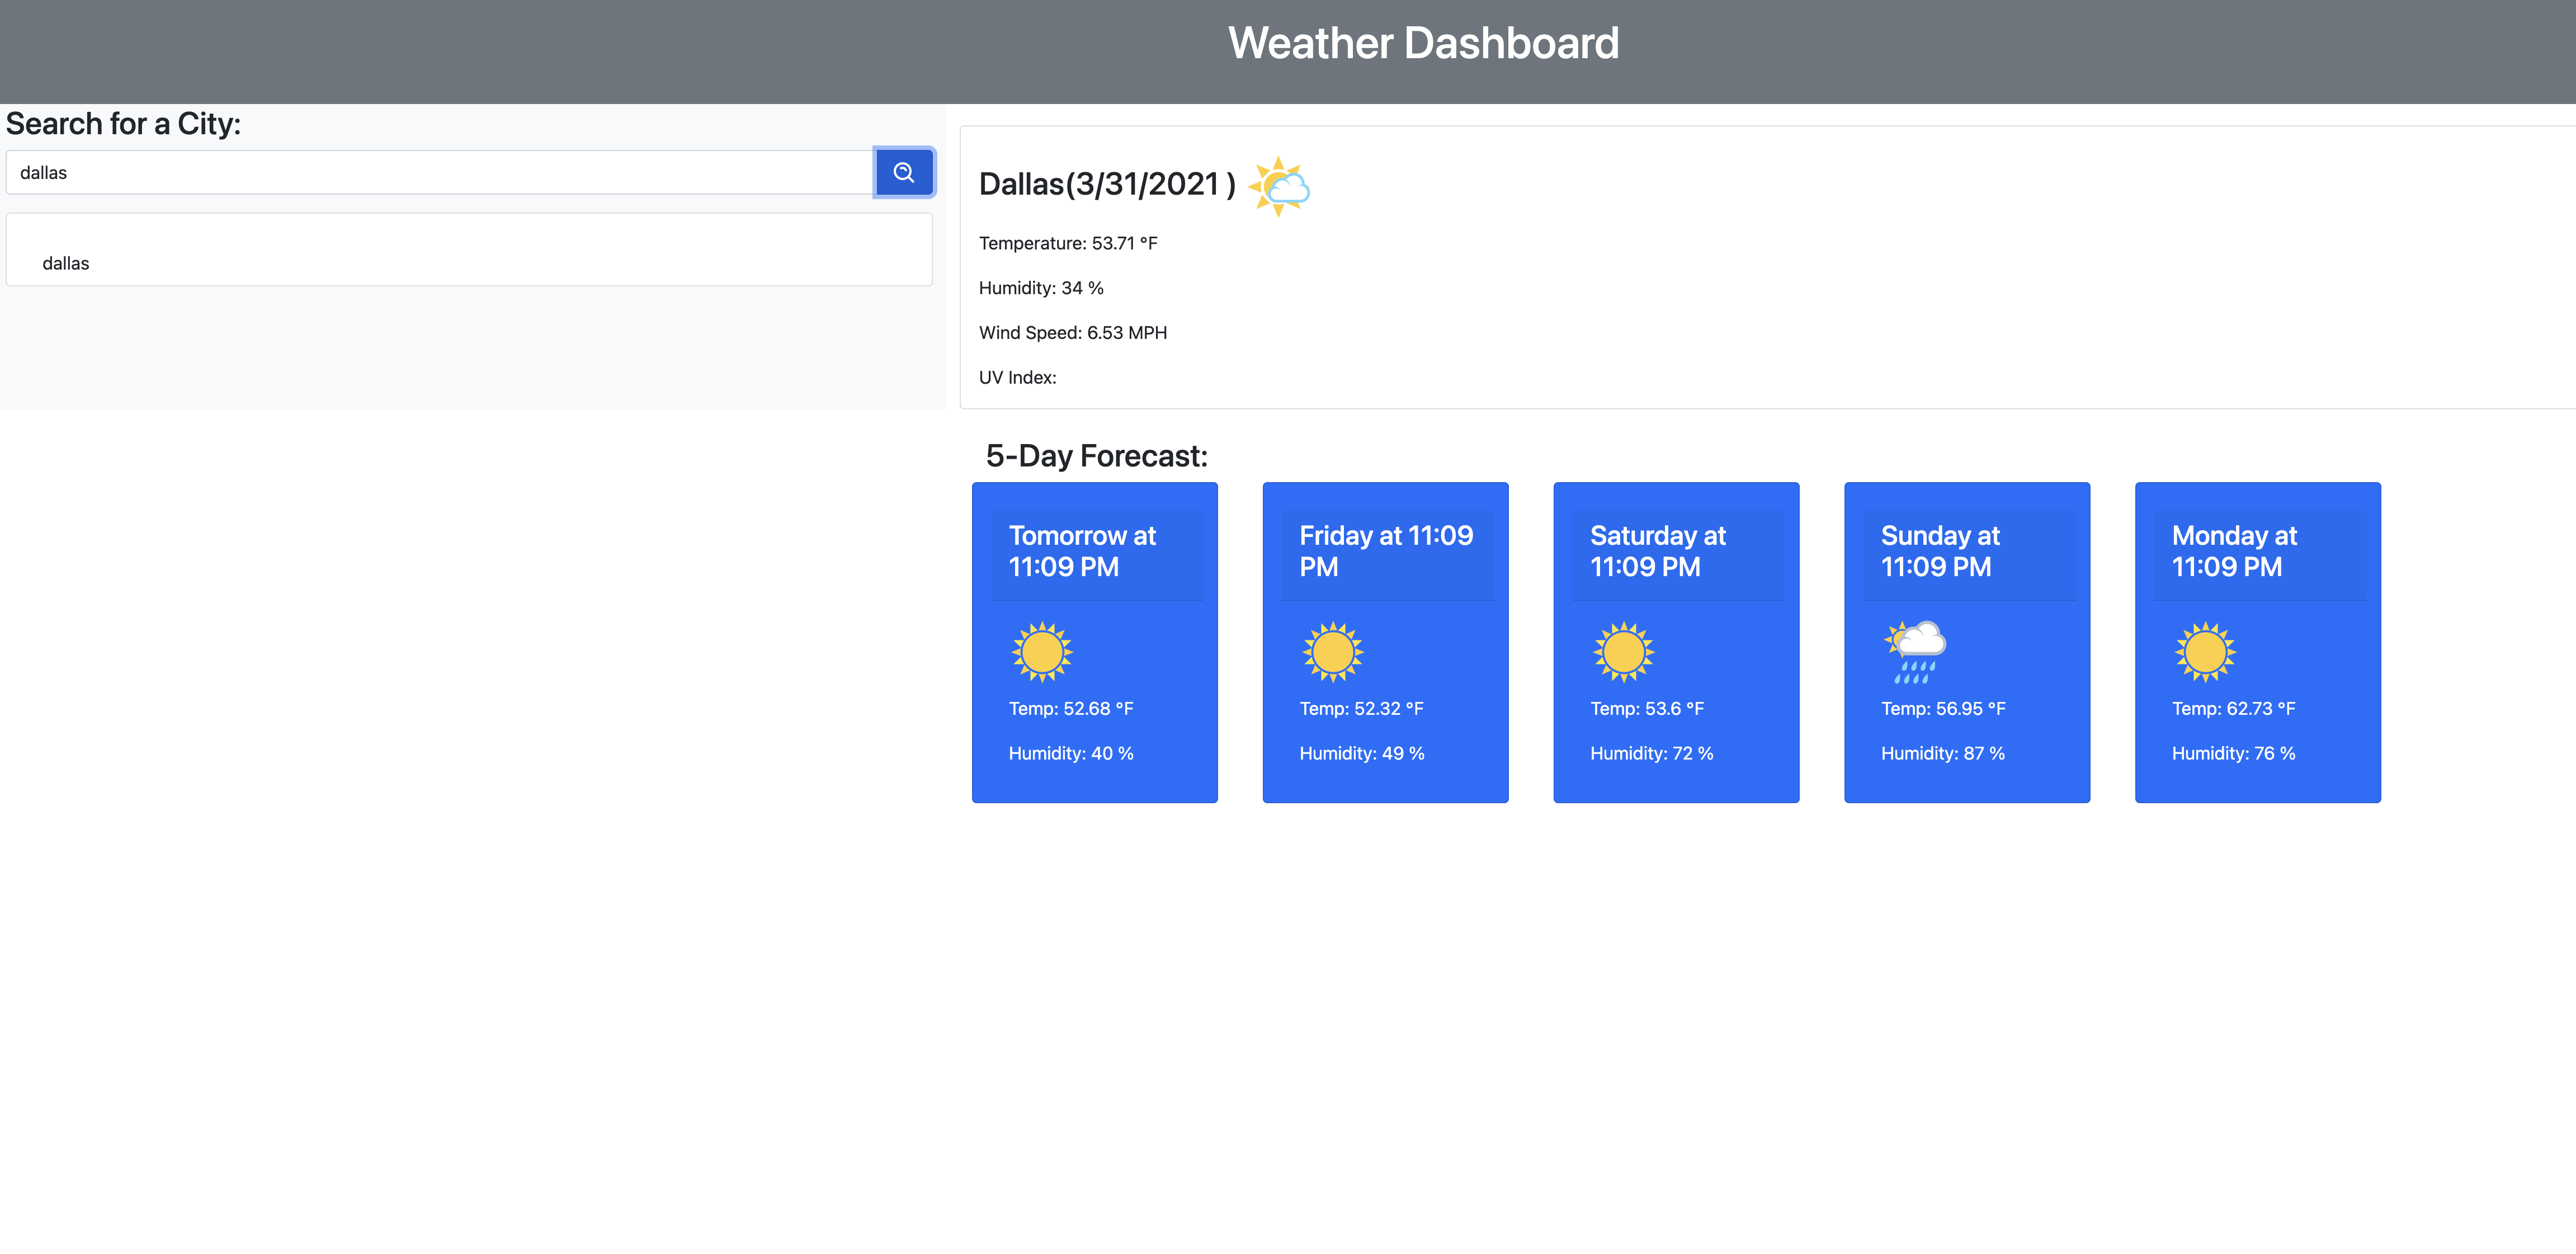 Weather Dashboard
Search for a City:
dallas
dallas
Dallas(3/31/2021 )
Temperature: 53.71 °F
Humidity: 34 %
Wind Speed: 6.53 MPH
UV Index:
5-Day Forecast:
Tomorrow at
11:09 PM
Temp: 52.68 °F
Humidity: 40 %
Friday at 11:09
PM
Temp: 52.32 °F
Humidity: 49 %
Saturday at
11:09 PM
Temp: 53.6 °F
Humidity: 72 %
Sunday at
11:09 PM
Temp: 56.95 °F
Humidity: 87 %
Monday at
11:09 PM
Temp: 62.73 °F
Humidity: 76 %